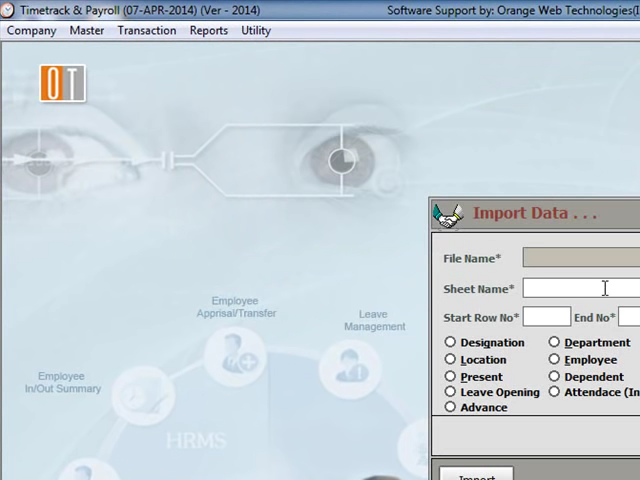 Timetrack & Payroll (07-APR-2014) (Ver - 2014) Software Support by: Orange Web Technologies(I
Company Master Transaction Reports Utility
OT
Import Data . . .
File Name*
Sheet Name*
Start Row No* End No*
Designation Department
Location Employee
Present Dependent
Leave Opening Attendace (In
Advance
Import
Employee
Apprisal/Transfer
Leave
Management
Employee
In/Out Summary
HRMS